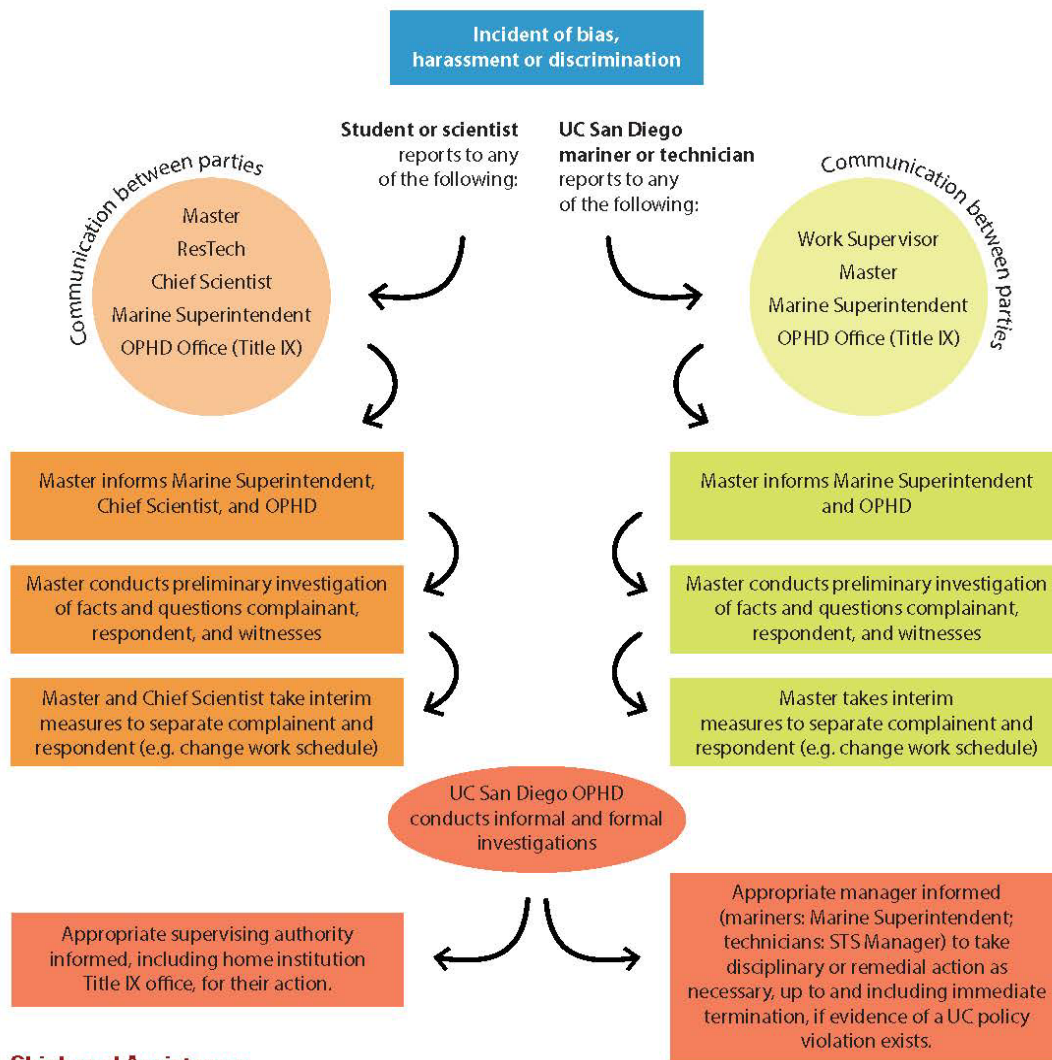 Incident of bias,
harassment or discrimination
Student or scientist
reports to any
of the following:
UC San Diego
mariner or technician
reports to any
of the following:
Communication between parties
Master
ResTech
Chief Scientist
Marine Superintendent
OPHD Office (Title IX)
Communication between parties
Work Supervisor
Master
Marine Superintendent
OPHD Office (Title IX)
Master informs Marine Superintendent,
Chief Scientist, and OPHD
Master informs Marine Superintendent
and OPHD
Master conducts preliminary investigation
of facts and questions complainant,
respondent, and witnesses
Master conducts preliminary investigation
of facts and questions complainant,
respondent, and witnesses
Master and Chief Scientist take interim
measures to separate complainent and
respondent (e.g. change work schedule)
Master takes interim
measures to separate complainent and
respondent (e.g. change work schedule)
UC San Diego OPHD
conducts informal and formal
investigations
Appropriate supervising authority
informed, including home institution
Title IX office, for their action.
Appropriate manager informed
(mariners: Marine Superintendent;
technicians: STS Manager) to take
disciplinary or remedial action as
necessary, up to and including immediate
termination, if evidence of a UC policy
violation exists.